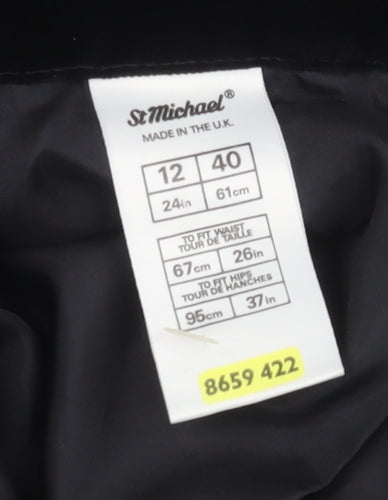 St Michael®
MADE IN THE U.K.
12 40
24in 61cm
TO FIT WAIST
TOUR DE TAILLE
67cm 26in
TO FIT HIPS
TOUR DE HANCHES
95cm 37in
8659 422